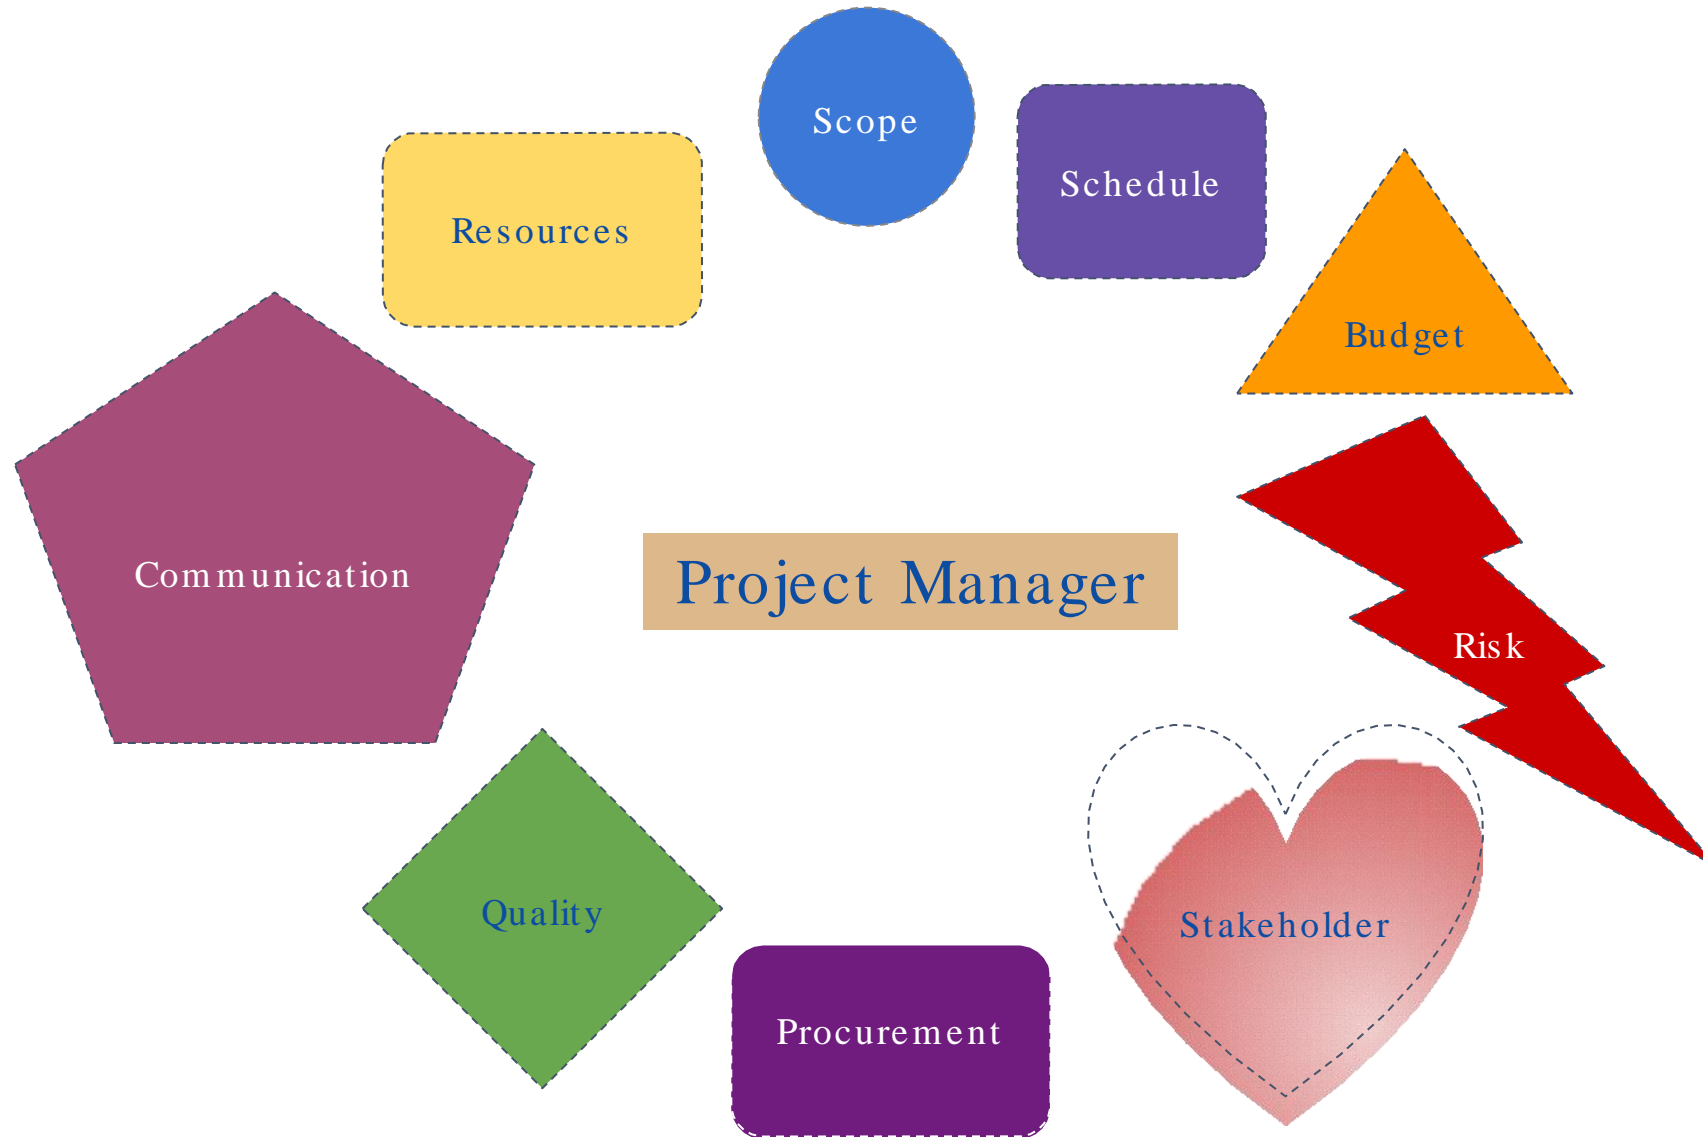 Scope
Schedule
Resources
Budget
Communication
Project Manager
Risk
Quality
Stakeholder
Procurement